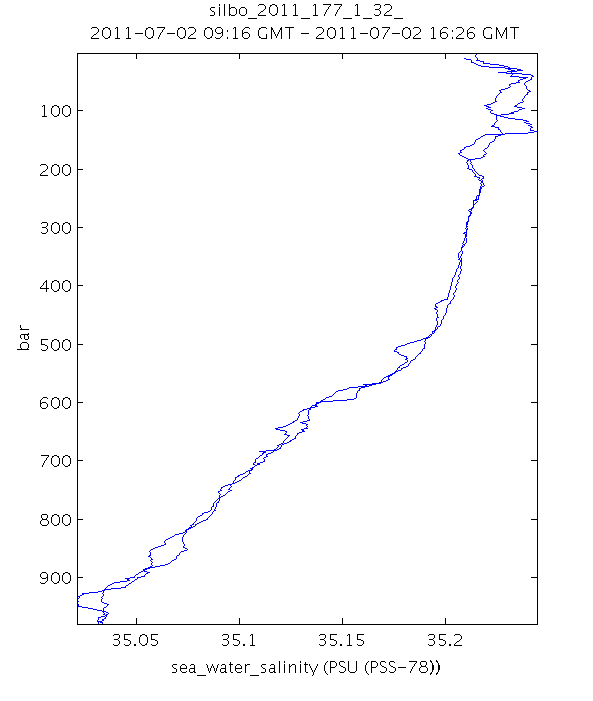 silbo_2011_177_1_32_
2011-07-02 09:16 GMT - 2011-07-02 16:26 GMT
100
200
300
400
bar
500
600
700
800
900
35.05 35.1 35.15 35.2
sea_water_salinity (PSU (PSS-78))